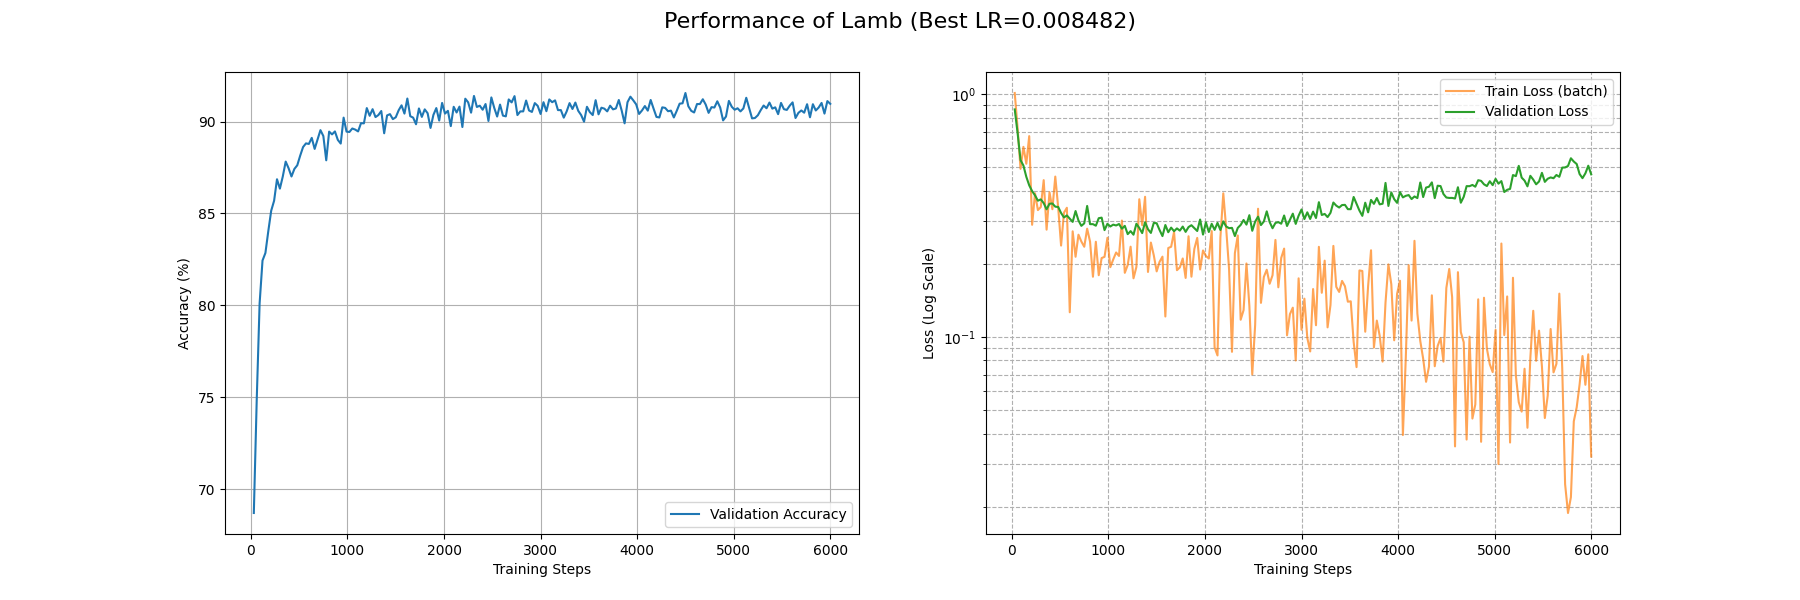 Performance of Lamb (Best LR=0.008482)
Accuracy (%)
90
85
80
75
70
0 1000 2000 3000 4000 5000 6000
Training Steps
Validation Accuracy
Loss (Log Scale)
10⁰
10⁻¹
0 1000 2000 3000 4000 5000 6000
Training Steps
Train Loss (batch)
Validation Loss